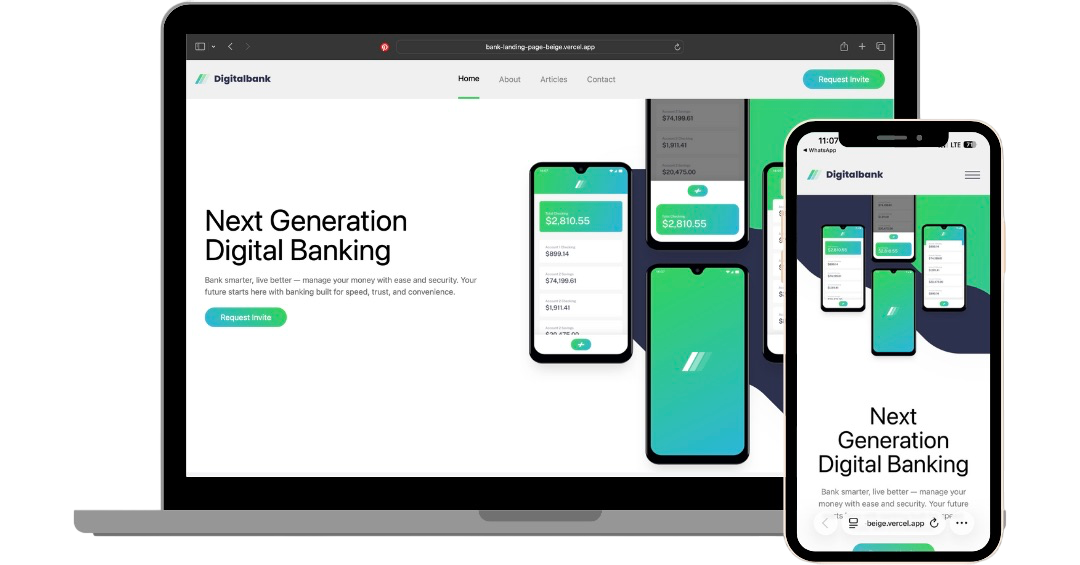 bank-landing-page-beige.vercel.app
Digitalbank
Home About Articles Contact
Request Invite
Next Generation
Digital Banking
Bank smarter, live better — manage your money with ease and security. Your
future starts here with banking built for speed, trust, and convenience.
Request Invite
$2,810.55
$899.14
$74,199.61
$1,911.41
$74,199.61
$1,911.41
$20,475.00
$2,810.55
11:07
LTE 71
WhatsApp
Digitalbank
Next
Generation
Digital Banking
Bank smarter, live better — manage your
money with ease and security. Your future
beige.vercel.app